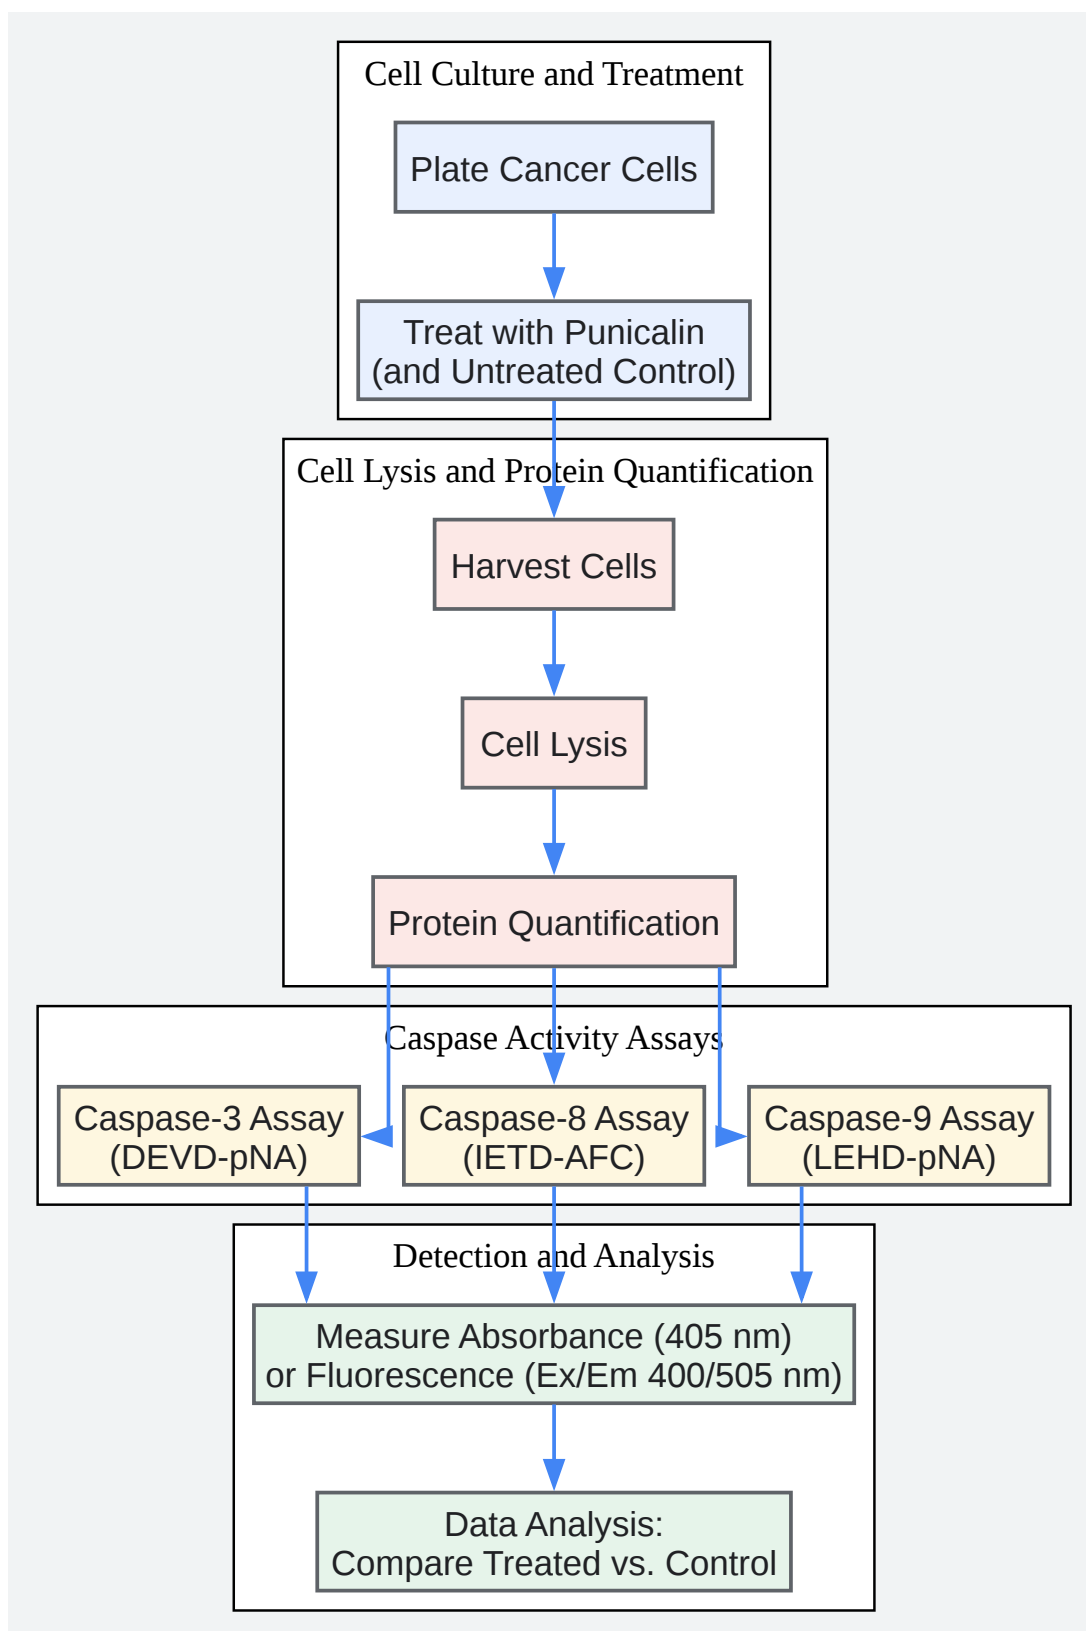 Cell Culture and Treatment
Plate Cancer Cells
Treat with Punicalin
(and Untreated Control)
Cell Lysis and Protein Quantification
Harvest Cells
Cell Lysis
Protein Quantification
Caspase Activity Assays
Caspase-3 Assay
(DEVD-pNA)
Caspase-8 Assay
(IETD-AFC)
Caspase-9 Assay
(LEHD-pNA)
Detection and Analysis
Measure Absorbance (405 nm)
or Fluorescence (Ex/Em 400/505 nm)
Data Analysis:
Compare Treated vs. Control